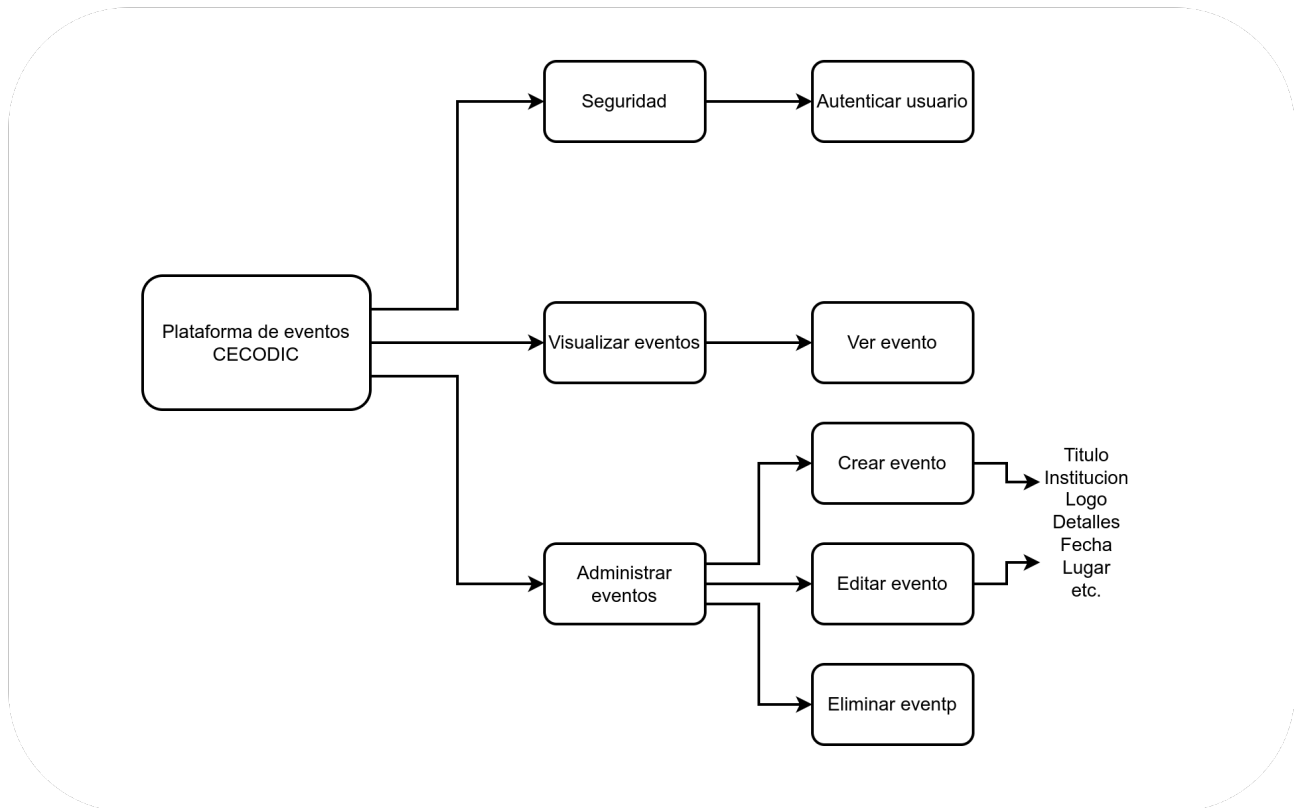 Seguridad
Autenticar usuario
Plataforma de eventos
CECODIC
Visualizar eventos
Ver evento
Crear evento
Titulo
Institucion
Logo
Detalles
Fecha
Lugar
etc.
Administrar
eventos
Editar evento
Eliminar eventp